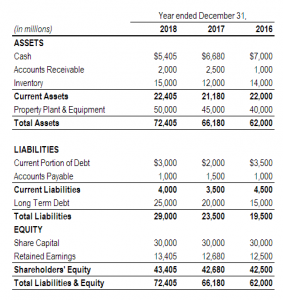 Year ended December 31,
(in millions) 2018 2017 2016
ASSETS
Cash $5,405 $6,680 $7,000
Accounts Receivable 2,000 2,500 1,000
Inventory 15,000 12,000 14,000
Current Assets 22,405 21,180 22,000
Property Plant & Equipment 50,000 45,000 40,000
Total Assets 72,405 66,180 62,000
LIABILITIES
Current Portion of Debt $3,000 $2,000 $3,500
Accounts Payable 1,000 1,500 1,000
Current Liabilities 4,000 3,500 4,500
Long Term Debt 25,000 20,000 15,000
Total Liabilities 29,000 23,500 19,500
EQUITY
Share Capital 30,000 30,000 30,000
Retained Earnings 13,405 12,680 12,500
Shareholders' Equity 43,405 42,680 42,500
Total Liabilities & Equity 72,405 66,180 62,000